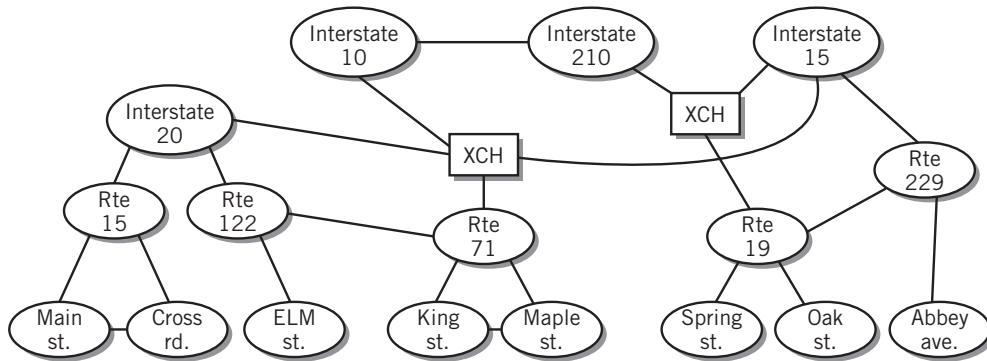 Interstate
10
Interstate
210
Interstate
15
XCH
Interstate
20
XCH
Rte
229
Rte
15
Rte
122
Rte
71
Rte
19
Main
st.
Cross
rd.
ELM
st.
King
st.
Maple
st.
Spring
st.
Oak
st.
Abbey
ave.